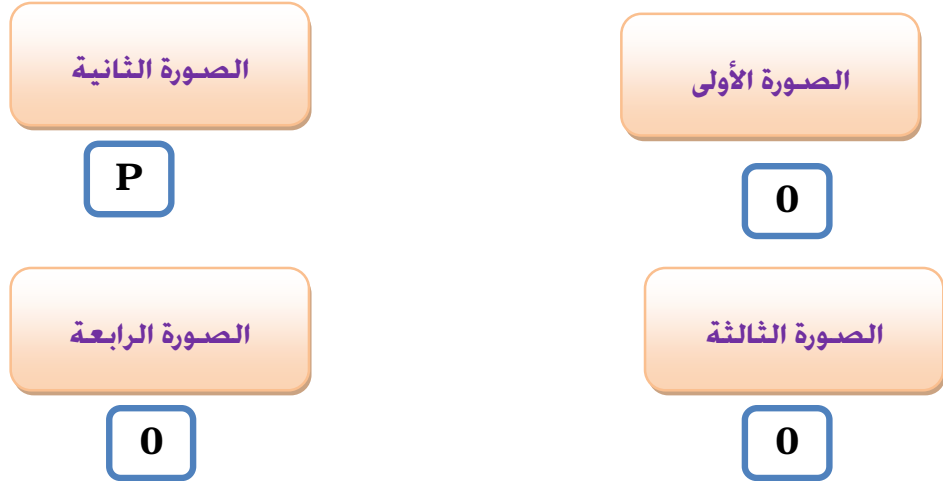 الصورة الأولى
الصورة الثانية
0
P
الصورة الثالثة
الصورة الرابعة
0
0